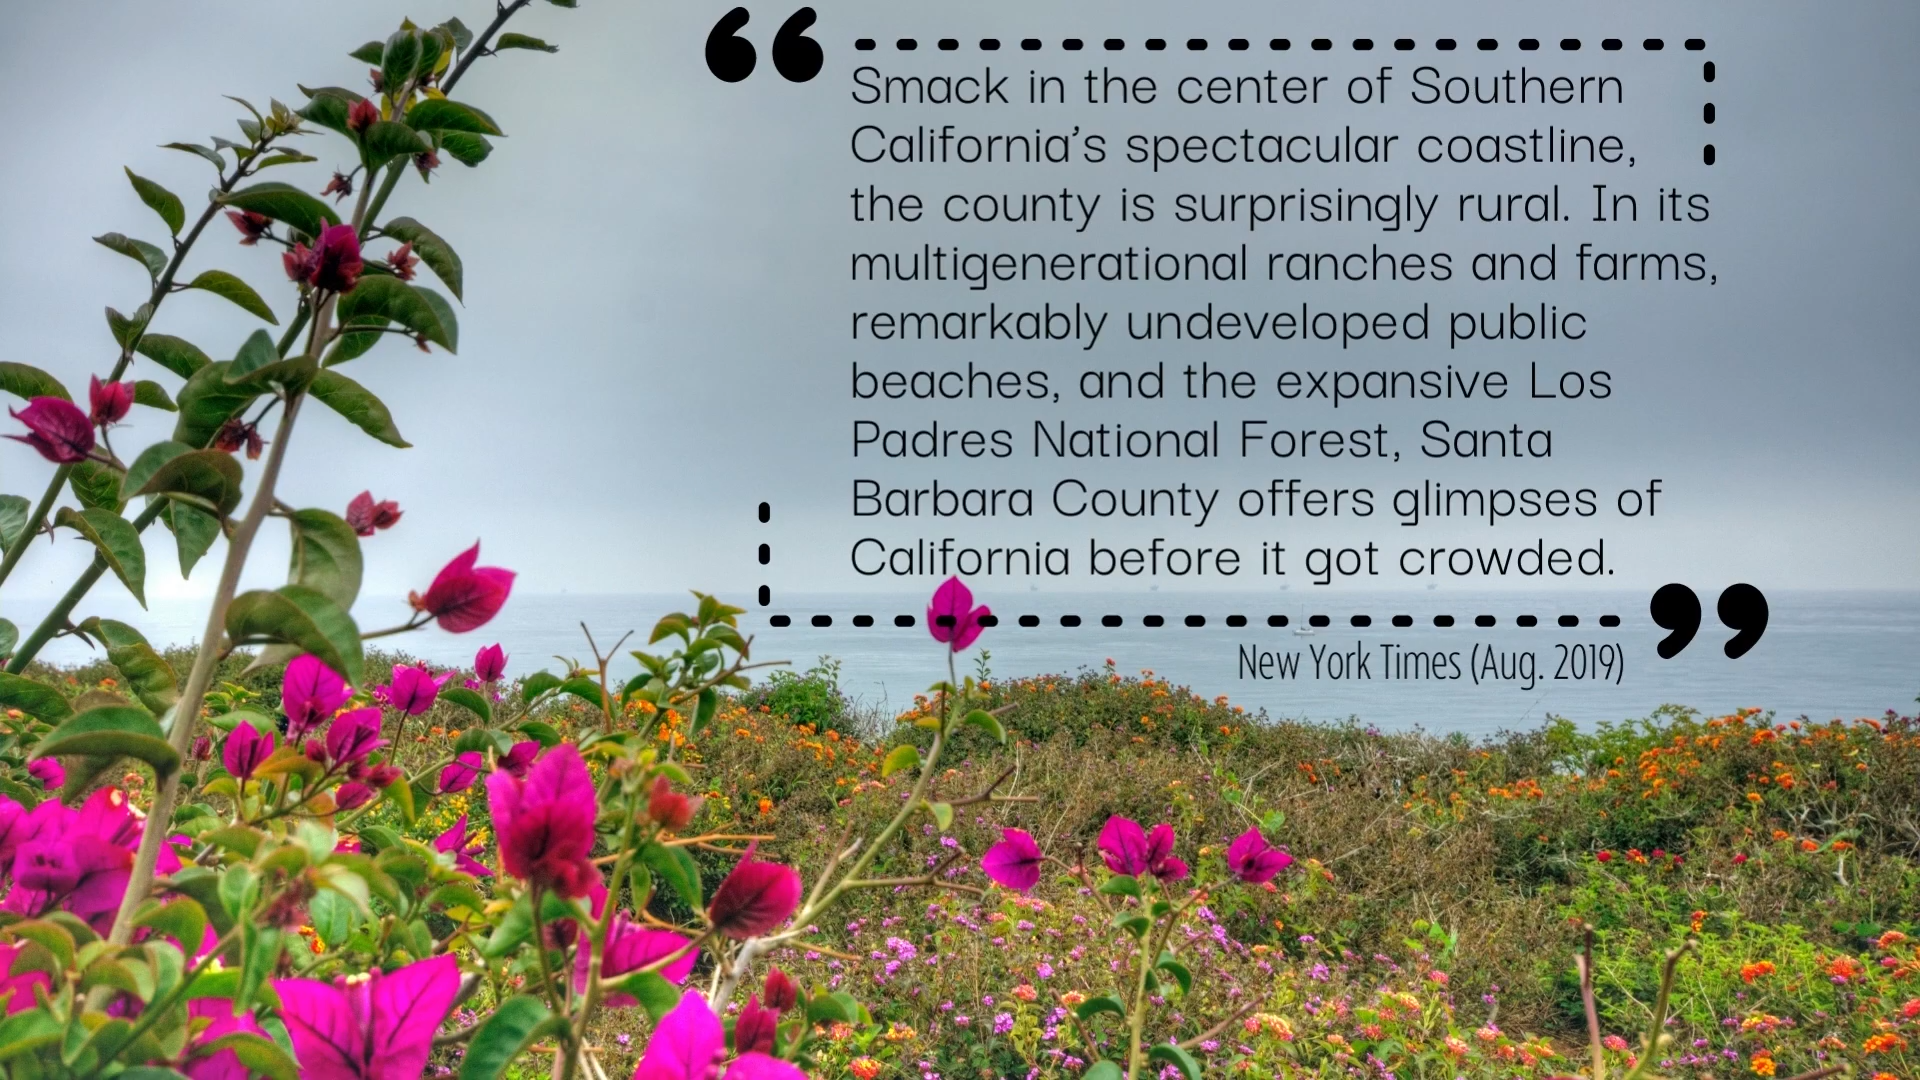 “
Smack in the center of Southern
California’s spectacular coastline,
the county is surprisingly rural. In its
multigenerational ranches and farms,
remarkably undeveloped public
beaches, and the expansive Los
Padres National Forest, Santa
Barbara County offers glimpses of
California before it got crowded.
”
New York Times (Aug. 2019)